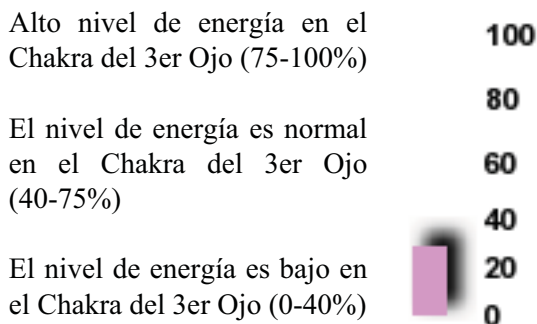 Alto nivel de energía en el
Chakra del 3er Ojo (75-100%)
El nivel de energía es normal
en el Chakra del 3er Ojo
(40-75%)
El nivel de energía es bajo en
el Chakra del 3er Ojo (0-40%)
100
80
60
40
20
0